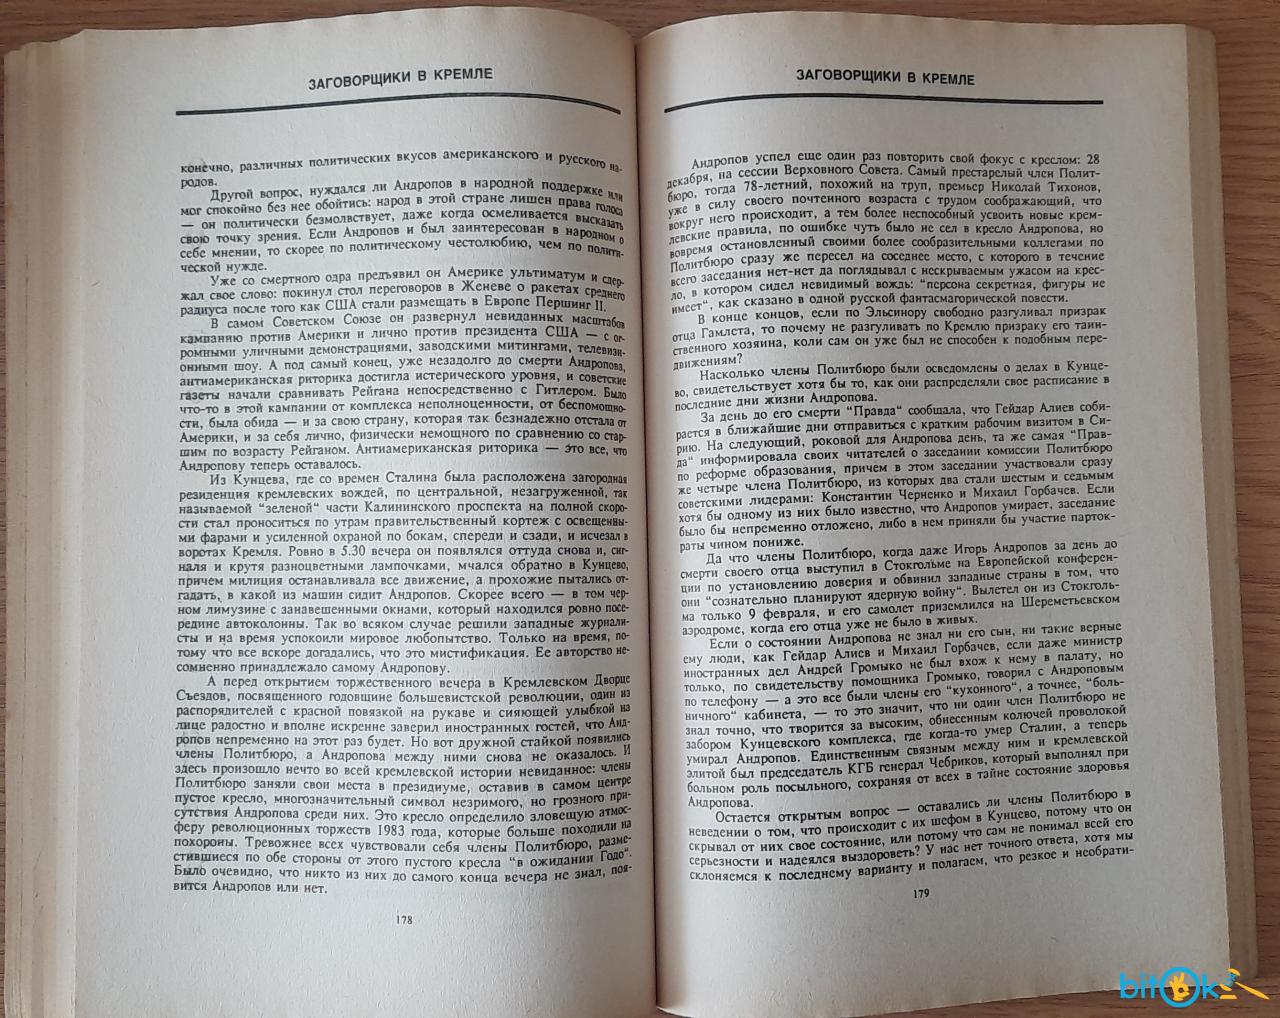 ЗАГОВОРЩИКИ В КРЕМЛЕ
конечно, различных политических вкусов американского и русского на-
родов.
Другой вопрос, нуждался ли Андропов в народной поддержке или
мог спокойно без нее обойтись: народ в этой стране лишен права голоса
— он политически безмолвствует, даже когда осмеливается высказать
свою точку зрения. Если Андропов и был заинтересован в народном о
себе мнении, то скорее по политическому честолюбию, чем по полити-
ческой нужде.
Уже со смертного одра предъявил он Америке ультиматум и сдер-
жал свое слово: покинул стол переговоров в Женеве о ракетах среднего
радиуса после того как США стали размещать в Европе Першинг II.
В самом Советском Союзе он развернул невиданных масштабов
кампанию против Америки и лично против президента США — с ог-
ромными уличными демонстрациями, заводскими митингами, телевизи-
онными шоу. А под самый конец, уже незадолго до смерти Андропова,
антиамериканская риторика достигла истерического уровня, и советские
газеты начали сравнивать Рейгана непосредственно с Гитлером. Было
что-то в этой кампании от комплекса неполноценности, от беспомощно-
сти, была обида — и за свою страну, которая так безнадежно отстала от
Америки, и за себя лично, физически немощного по сравнению со стар-
шим по возрасту Рейганом. Антиамериканская риторика — это все, что
Андропову теперь оставалось.
Из Кунцева, где со времен Сталина была расположена загородная
резиденция кремлевских вождей, по центральной, незагруженной, так
называемой "зеленой" части Калининского проспекта на полной скоро-
сти стал проноситься по утрам правительственный кортеж с освещенны-
ми фарами и усиленной охраной по бокам, спереди и сзади, и исчезал в
воротах Кремля. Ровно в 5.30 вечера он появлялся оттуда снова и, сиг-
наля и крутя разноцветными лампочками, мчался обратно в Кунцево,
причем милиция останавливала все движение, а прохожие пытались от-
гадать, в какой из машин сидит Андропов. Скорее всего — в том чер-
ном лимузине с занавешенными окнами, который находился ровно посе-
редине автоколонны. Так во всяком случае решили западные журнали-
сты и на время успокоили мировое любопытство. Только на время, по-
тому что все вскоре догадались, что это мистификация. Ее авторство не-
сомненно принадлежало самому Андропову.
А перед открытием торжественного вечера в Кремлевском Дворце
Съездов, посвященного годовщине большевистской революции, один из
распорядителей с красной повязкой на рукаве и сияющей улыбкой на
лице радостно и вполне искренне заверил иностранных гостей, что Анд-
ропов непременно на этот раз будет. Но вот дружной стайкой появились
члены Политбюро, а Андропова между ними снова не оказалось. И
здесь произошло нечто во всей кремлевской истории невиданное: члены
Политбюро заняли свои места в президиуме, оставив в самом центре
пустое кресло, многозначительный символ незримого, но грозного при-
сутствия Андропова среди них. Это кресло определило зловещую атмос-
феру революционных торжеств 1983 года, которые больше походили на
похороны. Тревожнее всех чувствовали себя члены Политбюро, разме-
стившиеся по обе стороны от этого пустого кресла "в ожидании Годо".
Было очевидно, что никто из них до самого конца вечера не знал, поя-
вится Андропов или нет.
178
ЗАГОВОРЩИКИ В КРЕМЛЕ
Андропов успел еще один раз повторить свой фокус с креслом: 28
декабря, на сессии Верховного Совета. Самый престарелый член Полит-
бюро, тогда 78-летний, похожий на труп, премьер Николай Тихонов,
уже в силу своего почтенного возраста с трудом соображающий, что
вокруг него происходит, а тем более неспособный усвоить новые крем-
левские правила, по ошибке чуть было не сел в кресло Андропова, но
вовремя остановленный своими более сообразительными коллегами по
Политбюро сразу же пересел на соседнее место, с которого в течение
всего заседания нет-нет да поглядывал с нескрываемым ужасом на крес-
ло, в котором сидел невидимый вождь: "персона секретная, фигуры не
имеет", как сказано в одной русской фантасмагорической повести.
В конце концов, если по Эльсинору свободно разгуливал призрак
отца Гамлета, то почему не разгуливать по Кремлю призраку его таин-
ственного хозяина, коли сам он уже был не способен к подобным пере-
движениям?
Насколько члены Политбюро были осведомлены о делах в Кунце-
во, свидетельствует хотя бы то, как они распределяли свое расписание в
последние дни жизни Андропова.
За день до его смерти "Правда" сообщала, что Гейдар Алиев соби-
рается в ближайшие дни отправиться с кратким рабочим визитом в Си-
рию. На следующий, роковой для Андропова день, та же самая "Прав-
да" информировала своих читателей о заседании комиссии Политбюро
по реформе образования, причем в этом заседании участвовали сразу
же четыре члена Политбюро, из которых два стали шестым и седьмым
советскими лидерами: Константин Черненко и Михаил Горбачев. Если
хотя бы одному из них было известно, что Андропов умирает, заседание
было бы непременно отложено, либо в нем приняли бы участие парток-
раты чином пониже.
Да что члены Политбюро, когда даже Игорь Андропов за день до
смерти своего отца выступил в Стокгольме на Европейской конферен-
ции по установлению доверия и обвинил западные страны в том, что
они "сознательно планируют ядерную войну". Вылетел он из Стокголь-
ма только 9 февраля, и его самолет приземлился на Шереметьевском
аэродроме, когда его отца уже не было в живых.
Если о состоянии Андропова не знал ни его сын, ни такие верные
ему люди, как Гейдар Алиев и Михаил Горбачев, если даже министр
иностранных дел Андрей Громыко не был вхож к нему в палату, но
только, по свидетельству помощника Громыко, говорил с Андроповым
по телефону — а это все были члены его "кухонного", а точнее, "боль-
ничного" кабинета, — то это значит, что ни один член Политбюро не
знал точно, что творится за высоким, обнесенным колючей проволокой
забором Кунцевского комплекса, где когда-то умер Сталин, а теперь
умирал Андропов. Единственным связным между ним и кремлевской
элитой был председатель КГБ генерал Чебриков, который выполнял при
больном роль посыльного, сохраняя от всех в тайне состояние здоровья
Андропова.
Остается открытым вопрос — оставались ли члены Политбюро в
неведении о том, что происходит с их шефом в Кунцево, потому что он
скрывал от них свое состояние, или потому что сам не понимал всей его
серьезности и надеялся выздороветь? У нас нет точного ответа, хотя мы
склоняемся к последнему варианту и полагаем, что резкое и необрати-
179
bitok